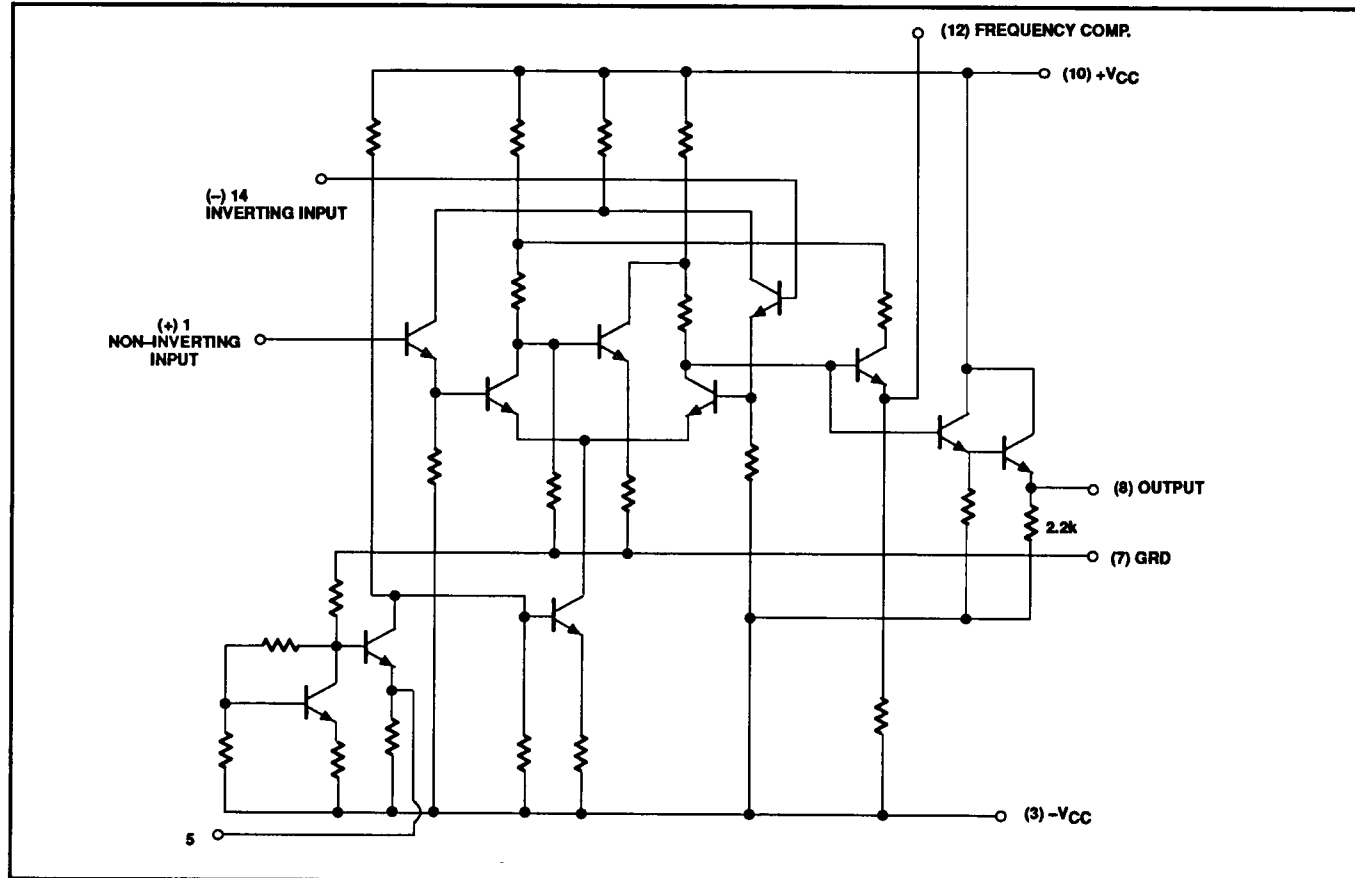 (12) FREQUENCY COMP.
(10) +VCC
(–) 14
INVERTING INPUT
(+) 1
NON–INVERTING
INPUT
(8) OUTPUT
2.2k
(7) GRD
(3) –VCC
5